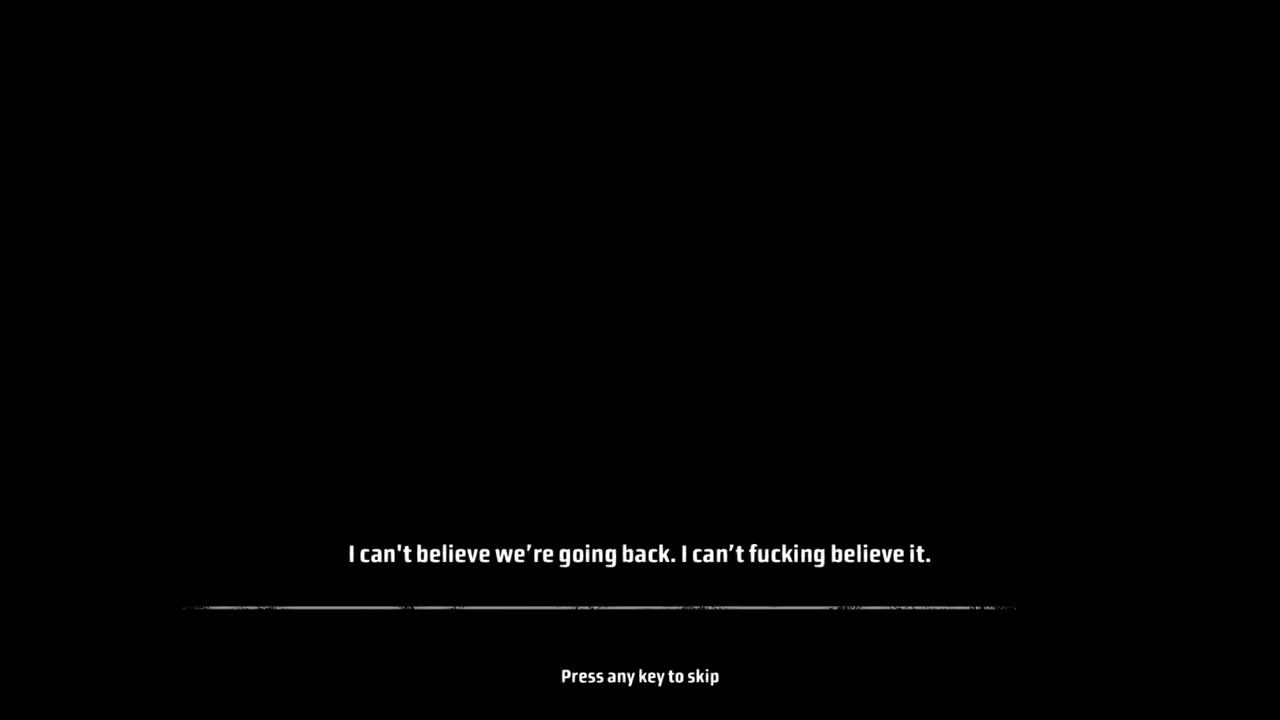 I can't believe we’re going back. I can’t fucking believe it.
Press any key to skip